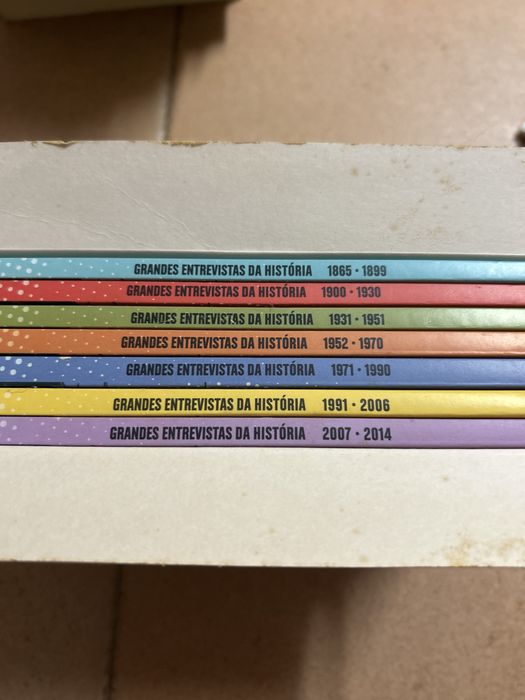 GRANDES ENTREVISTAS DA HISTÓRIA 1865 • 1899
GRANDES ENTREVISTAS DA HISTÓRIA 1900 • 1930
GRANDES ENTREVISTAS DA HISTÓRIA 1931 • 1951
GRANDES ENTREVISTAS DA HISTÓRIA 1952 • 1970
GRANDES ENTREVISTAS DA HISTÓRIA 1971 • 1990
GRANDES ENTREVISTAS DA HISTÓRIA 1991 • 2006
GRANDES ENTREVISTAS DA HISTÓRIA 2007 • 2014